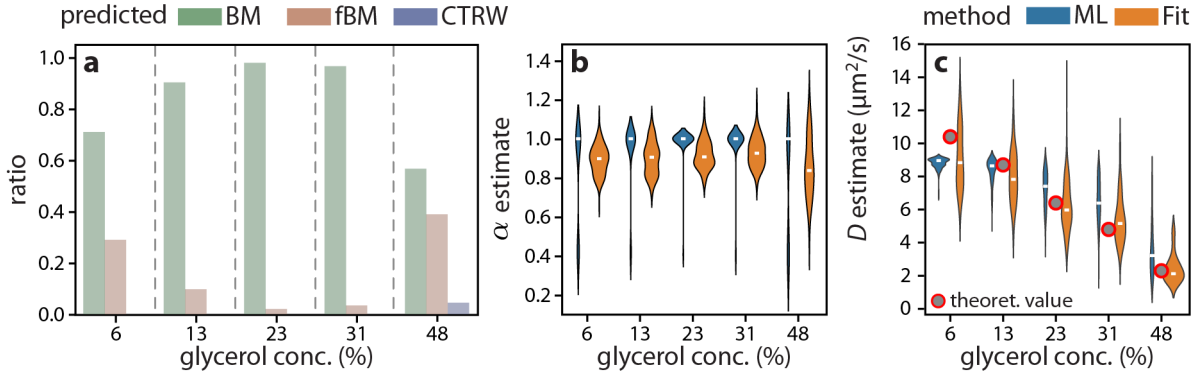 predicted BM fBM CTRW
method ML Fit
a
ratio
1.0
0.8
0.6
0.4
0.2
0.0
6 13 23 31 48
glycerol conc. (%)
b
α estimate
1.4
1.2
1.0
0.8
0.6
0.4
0.2
6 13 23 31 48
glycerol conc. (%)
c
D estimate (μm²/s)
16
14
12
10
8
6
4
2
0
theoret. value
6 13 23 31 48
glycerol conc. (%)